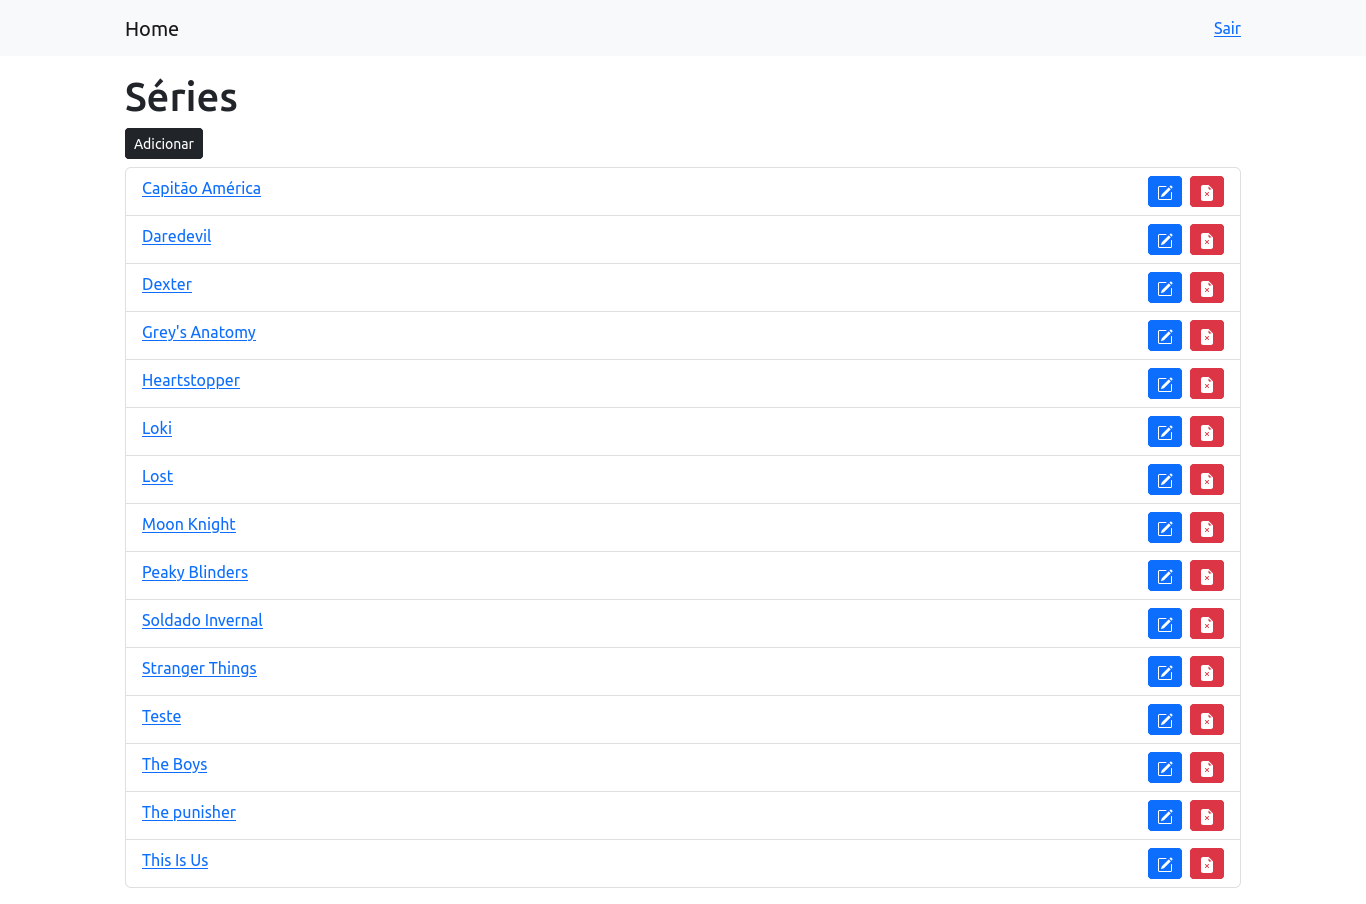 Home
Sair
Séries
Adicionar
Capitão América
Daredevil
Dexter
Grey's Anatomy
Heartstopper
Loki
Lost
Moon Knight
Peaky Blinders
Soldado Invernal
Stranger Things
Teste
The Boys
The punisher
This Is Us